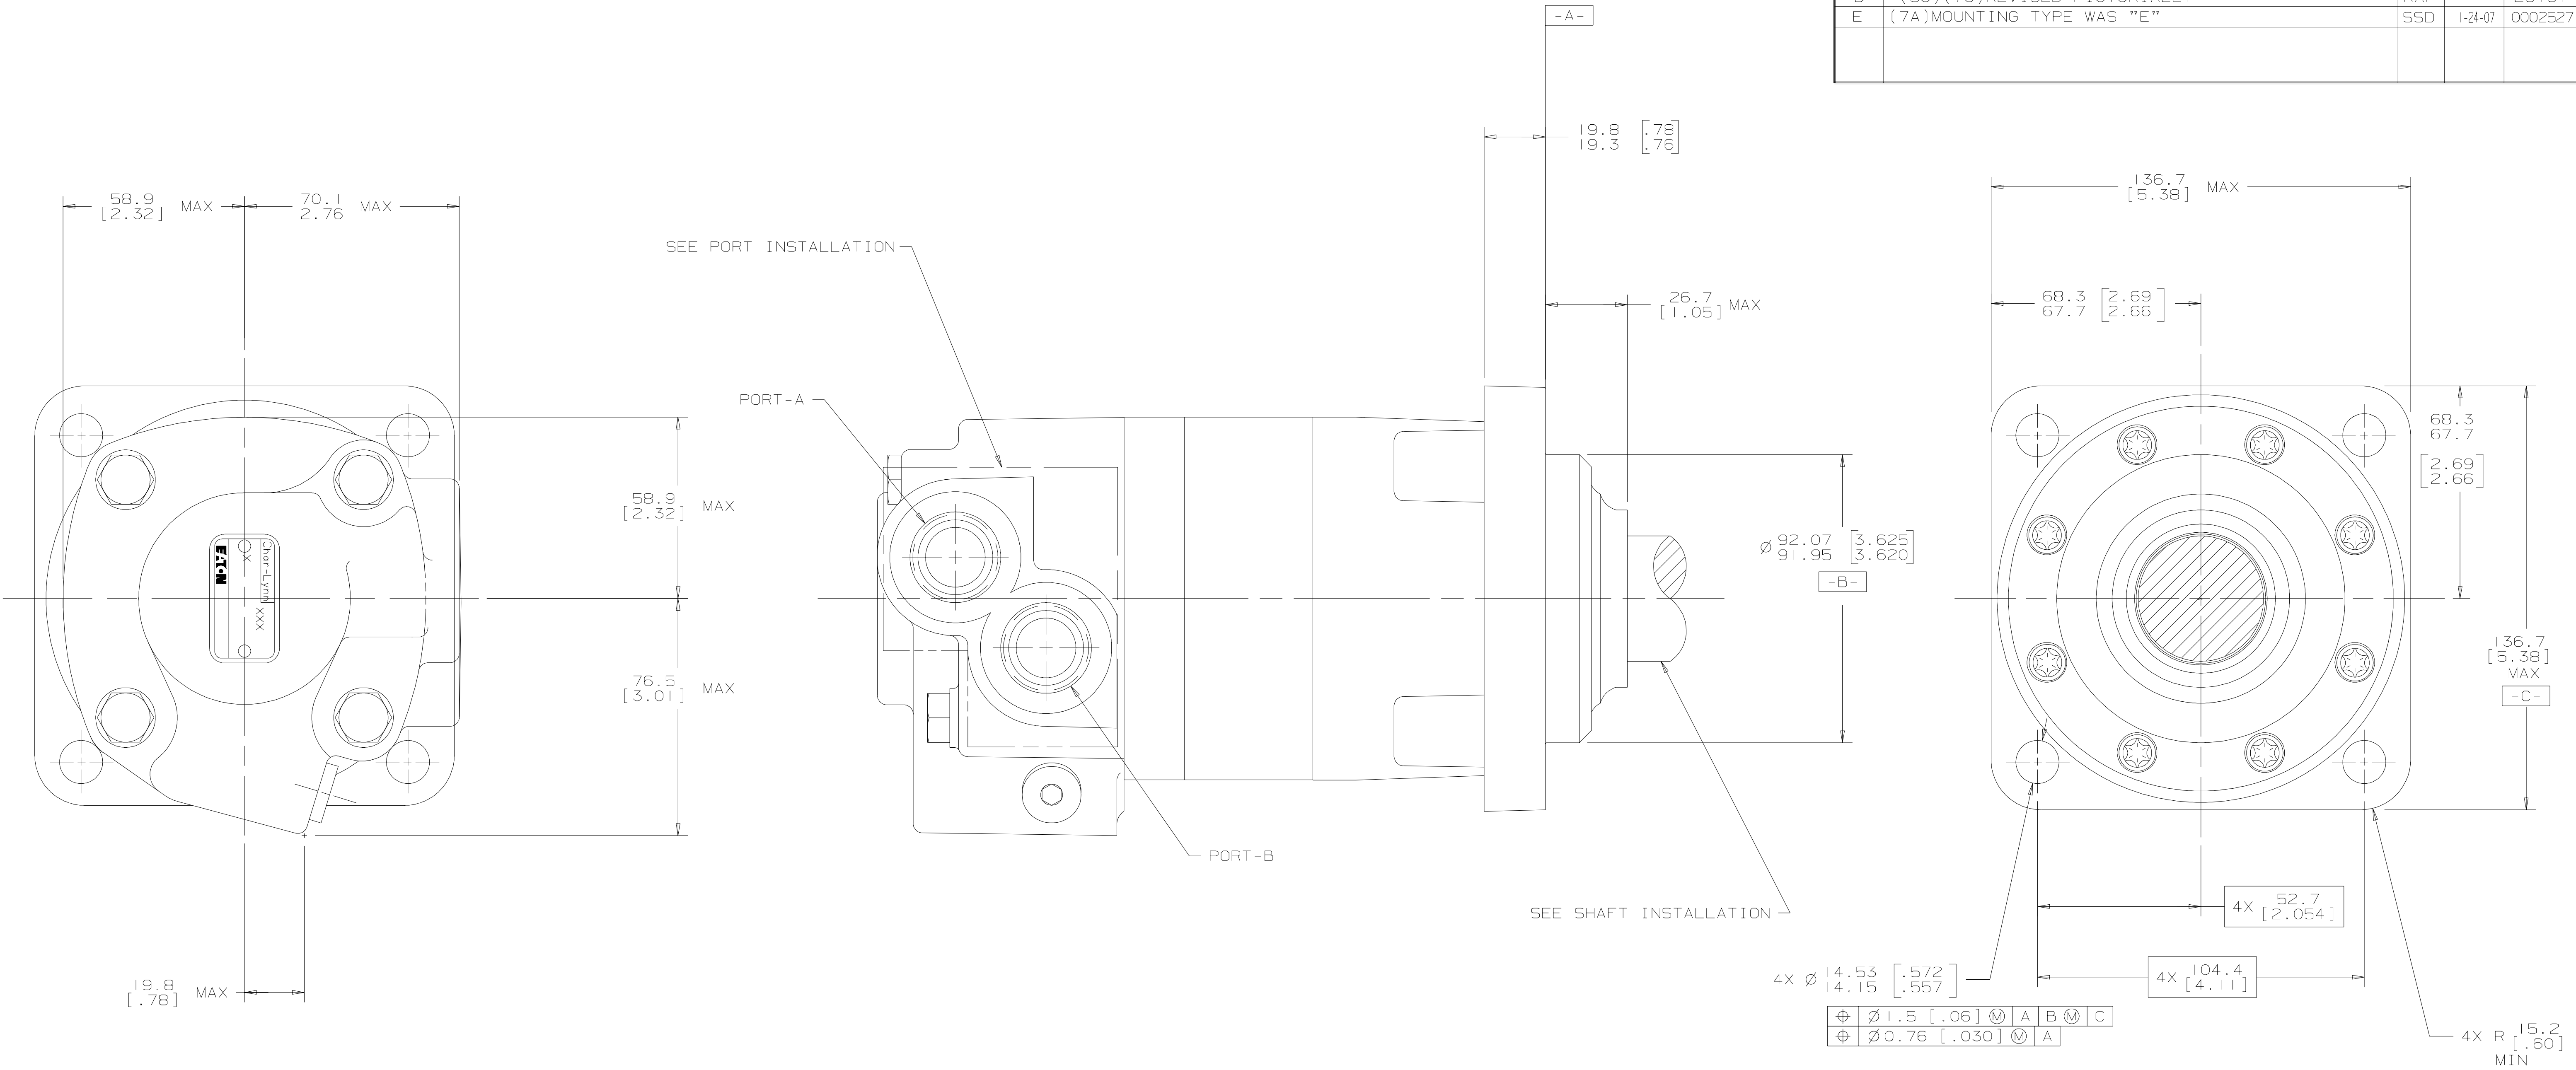 E (7A)MOUNTING TYPE WAS "E" SSD 1-24-07 0002527
-A-
19.8 [.78]
19.3 [.76]
58.9
[2.32] MAX
70.1
2.76 MAX
136.7
[5.38] MAX
SEE PORT INSTALLATION
26.7
[1.05] MAX
68.3 [2.69]
67.7 [2.66]
PORT-A
68.3
67.7
[2.69]
[2.66]
58.9
[2.32] MAX
Char-Lynn
EATON
X
XXX
Ø 92.07 [3.625]
91.95 [3.620]
-B-
136.7
[5.38]
MAX
-C-
76.5
[3.01] MAX
PORT-B
SEE SHAFT INSTALLATION
4X 52.7
[2.054]
19.8
[.78] MAX
4X Ø 14.53 [.572]
14.15 [.557]
4X 104.4
[4.11]
⌖ Ø1.5 [.06] Ⓜ A B Ⓜ C
⌖ Ø0.76 [.030] Ⓜ A
4X R 15.2
[.60]
MIN